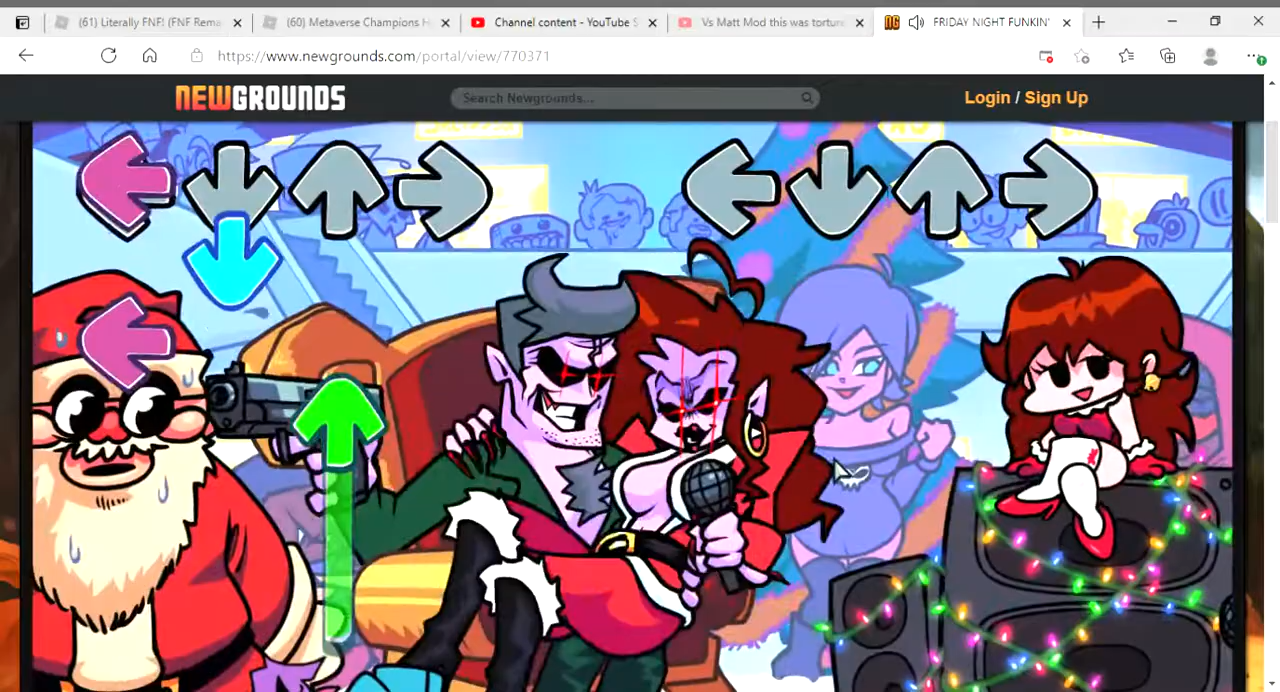 (61) Literally FNF! (FNF Rema
(60) Metaverse Champions H
Channel content - YouTube S
Vs Matt Mod this was tortur
NG
FRIDAY NIGHT FUNKIN'
https://www.newgrounds.com/portal/view/770371
NEWGROUNDS
Search Newgrounds...
Login / Sign Up